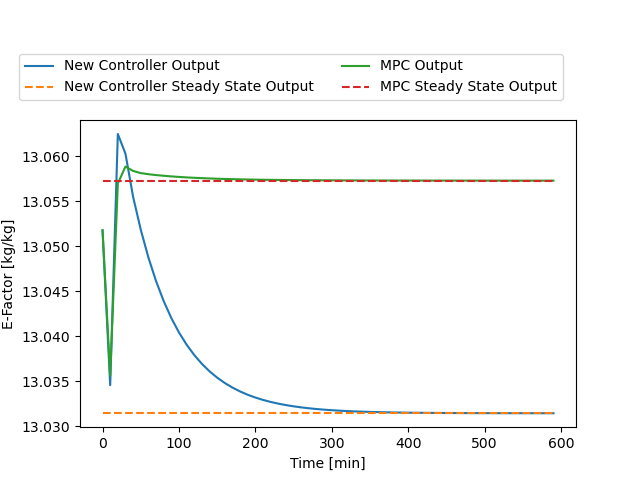 New Controller Output
New Controller Steady State Output
MPC Output
MPC Steady State Output
E-Factor [kg/kg]
13.060
13.055
13.050
13.045
13.040
13.035
13.030
0 100 200 300 400 500 600
Time [min]